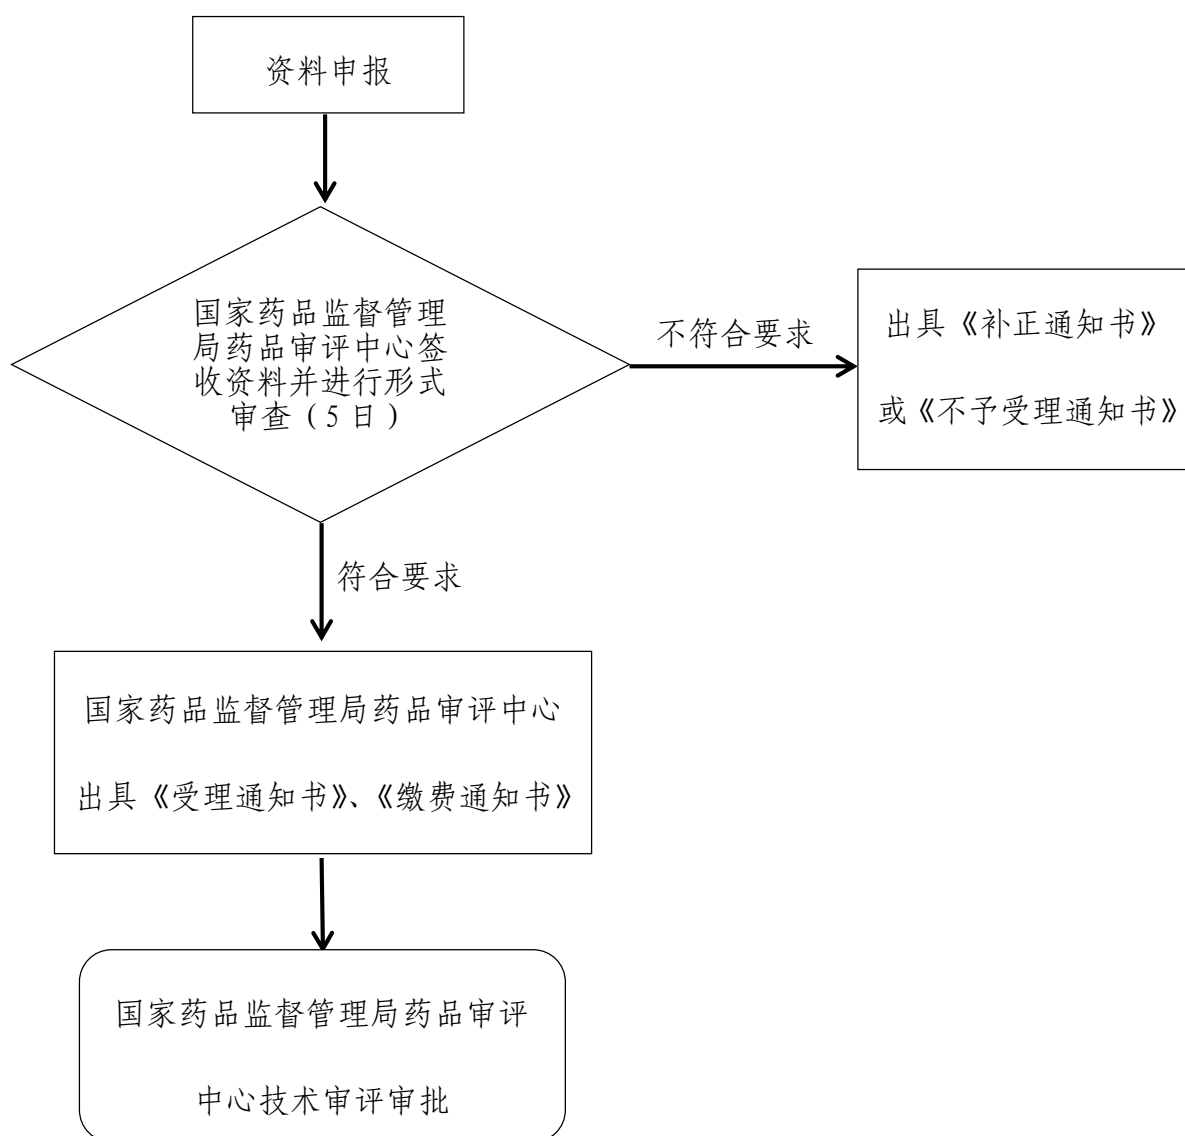 资料申报
国家药品监督管理
局药品审评中心签
收资料并进行形式
审查（5日）
不符合要求
出具《补正通知书》
或《不予受理通知书》
符合要求
国家药品监督管理局药品审评中心
出具《受理通知书》、《缴费通知书》
国家药品监督管理局药品审评
中心技术审评审批